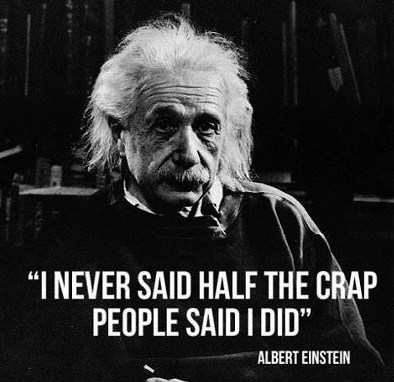 “I NEVER SAID HALF THE CRAP
PEOPLE SAID I DID”
ALBERT EINSTEIN